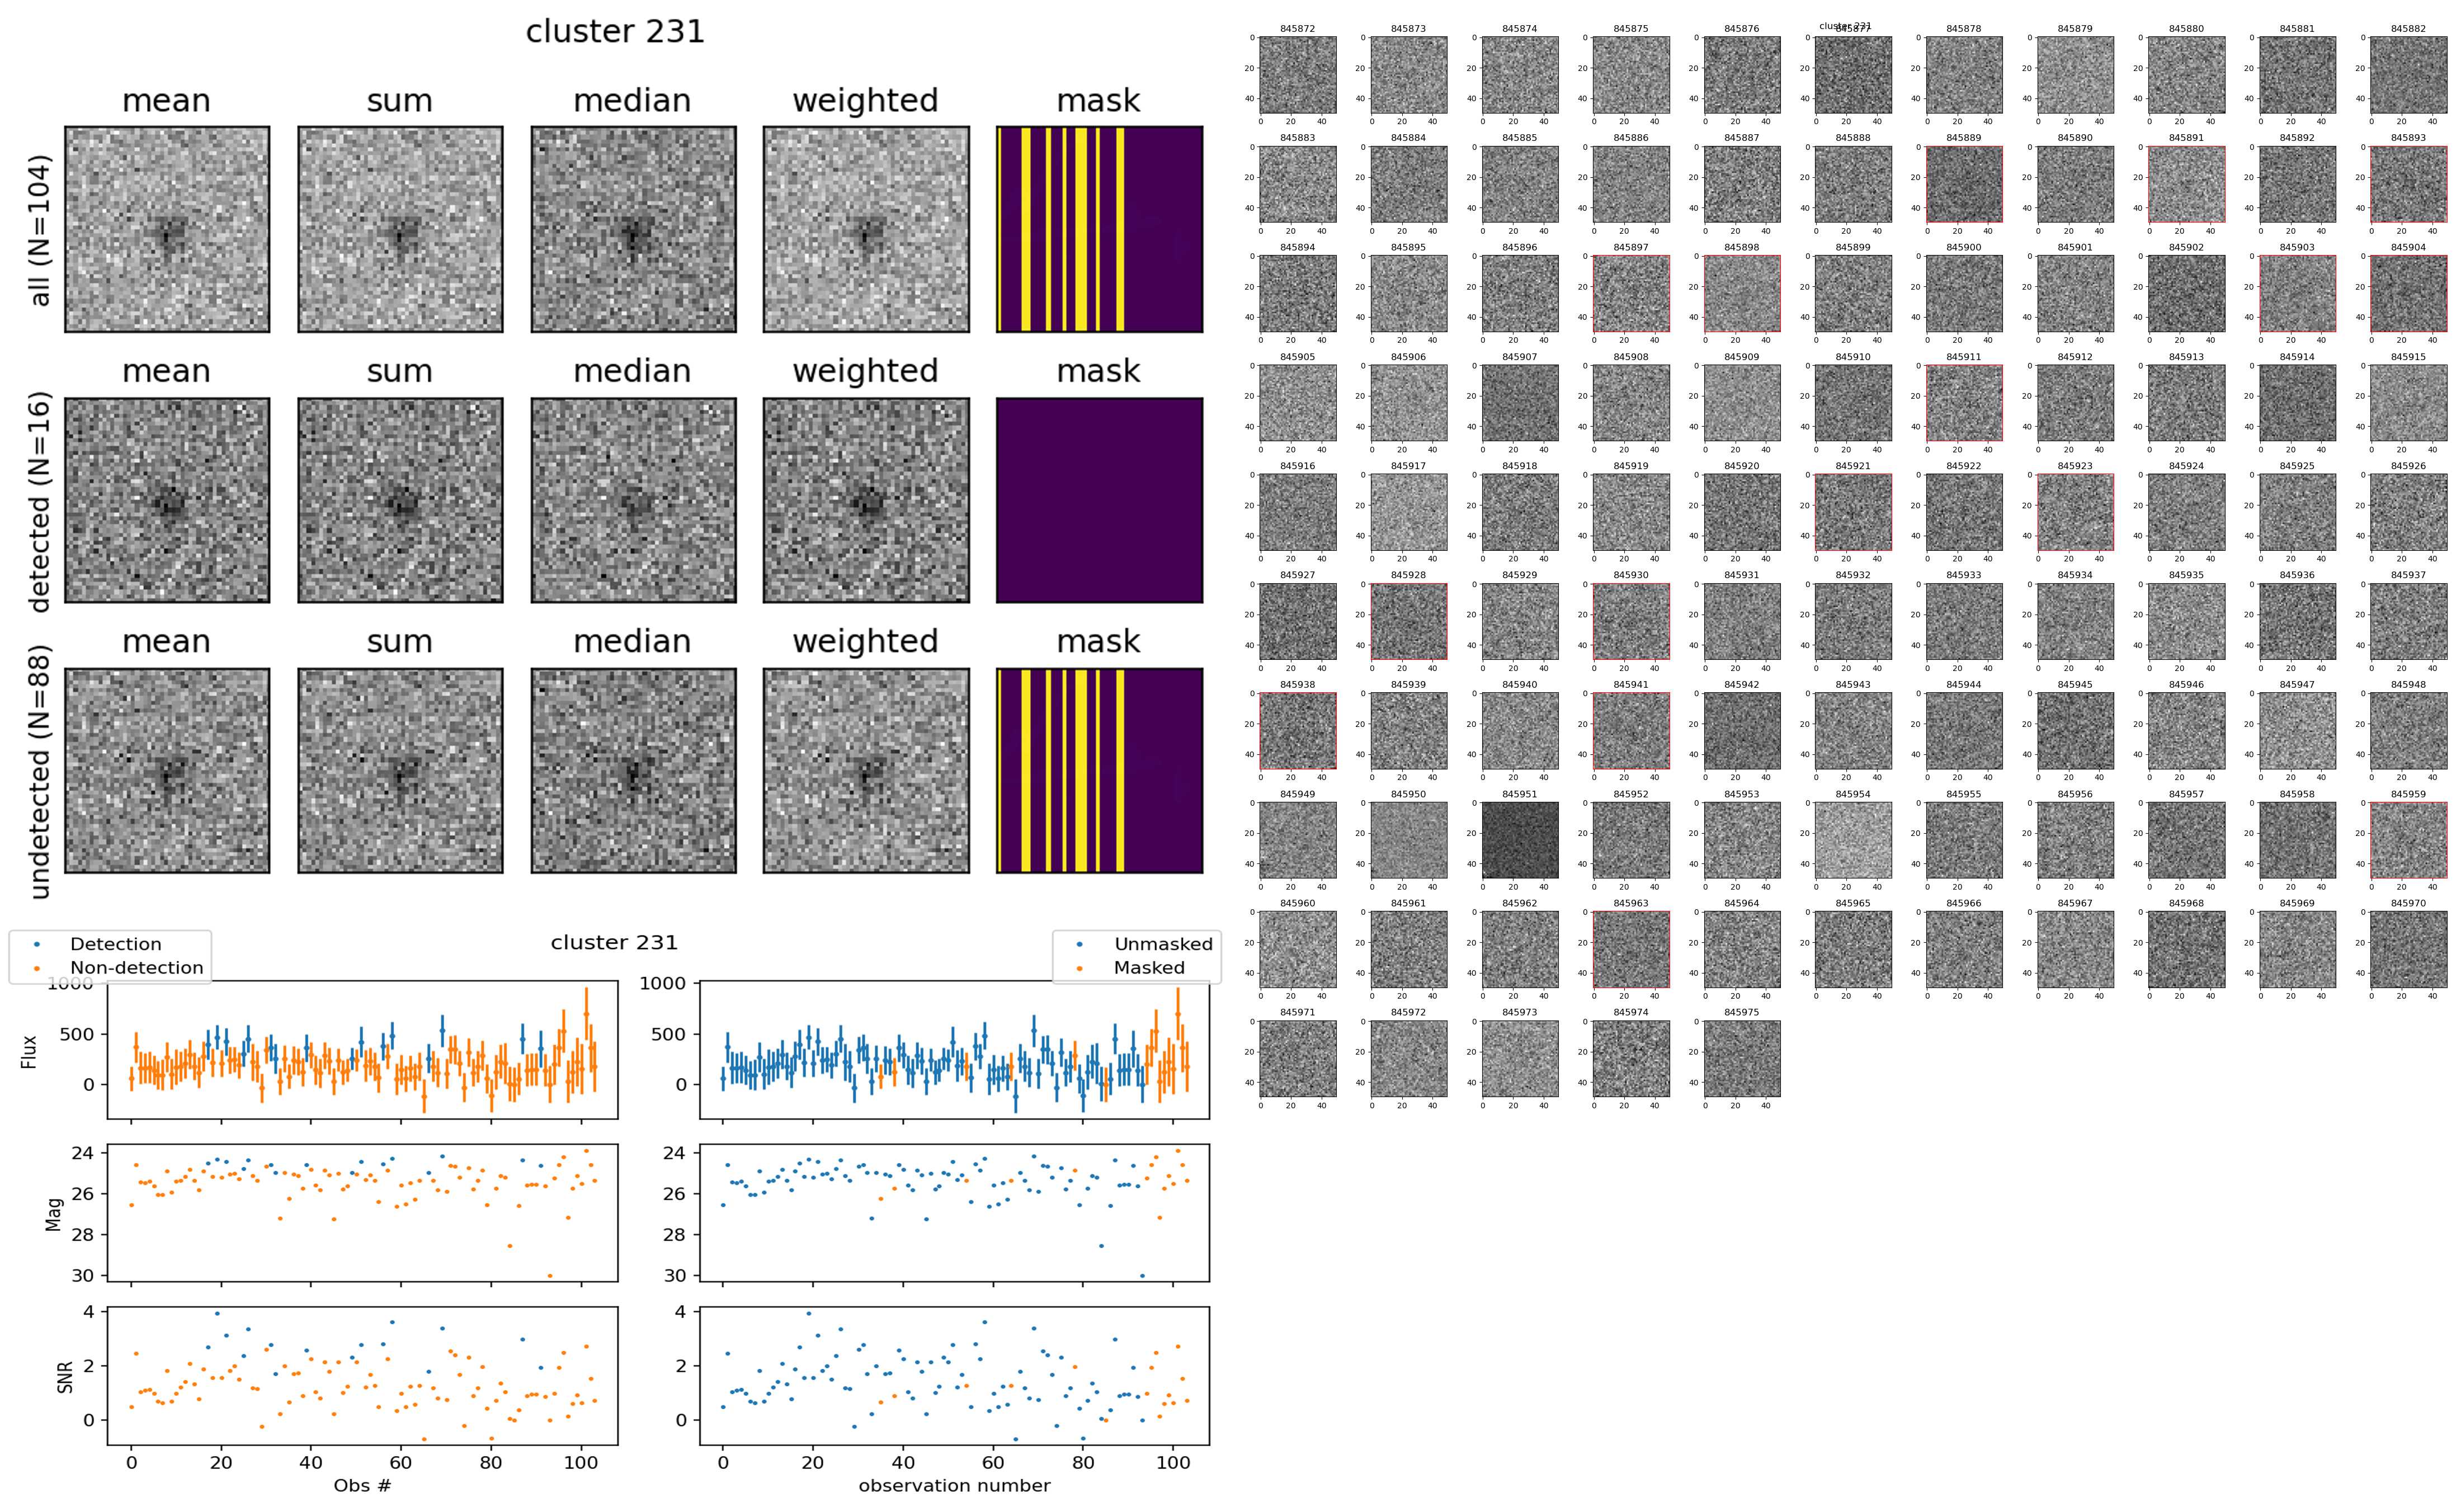 cluster 231
mean sum median weighted mask
all (N=104)
mean sum median weighted mask
detected (N=16)
mean sum median weighted mask
undetected (N=88)
Detection
Non-detection
cluster 231
Unmasked
Masked
1000
500
0
Flux
1000
500
0
24
26
28
30
Mag
24
26
28
30
4
2
0
SNR
4
2
0
0 20 40 60 80 100
Obs #
0 20 40 60 80 100
observation number
cluster 231
845872 845873 845874 845875 845876 845877 845878 845879 845880 845881 845882
845883 845884 845885 845886 845887 845888 845889 845890 845891 845892 845893
845894 845895 845896 845897 845898 845899 845900 845901 845902 845903 845904
845905 845906 845907 845908 845909 845910 845911 845912 845913 845914 845915
845916 845917 845918 845919 845920 845921 845922 845923 845924 845925 845926
845927 845928 845929 845930 845931 845932 845933 845934 845935 845936 845937
845938 845939 845940 845941 845942 845943 845944 845945 845946 845947 845948
845949 845950 845951 845952 845953 845954 845955 845956 845957 845958 845959
845960 845961 845962 845963 845964 845965 845966 845967 845968 845969 845970
845971 845972 845973 845974 845975